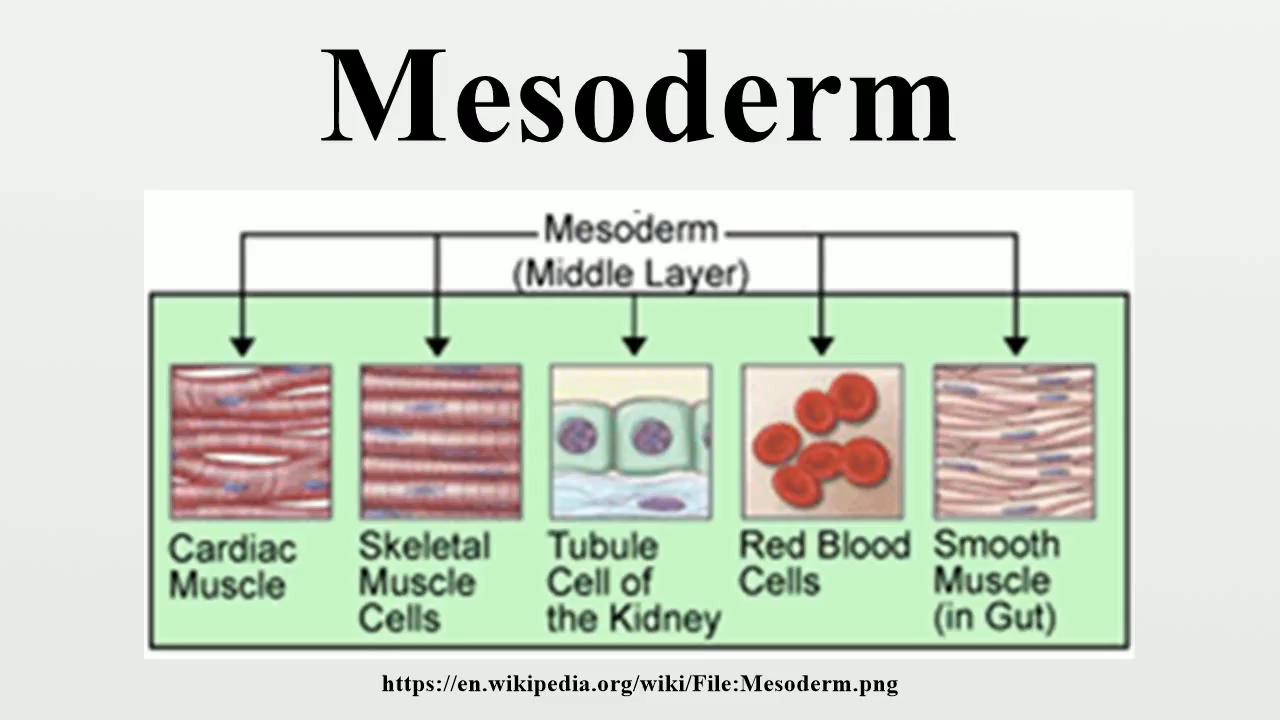 Mesoderm
Mesoderm
(Middle Layer)
Cardiac
Muscle
Skeletal
Muscle
Cells
Tubule
Cell of
the Kidney
Red Blood
Cells
Smooth
Muscle
(in Gut)
https://en.wikipedia.org/wiki/File:Mesoderm.png